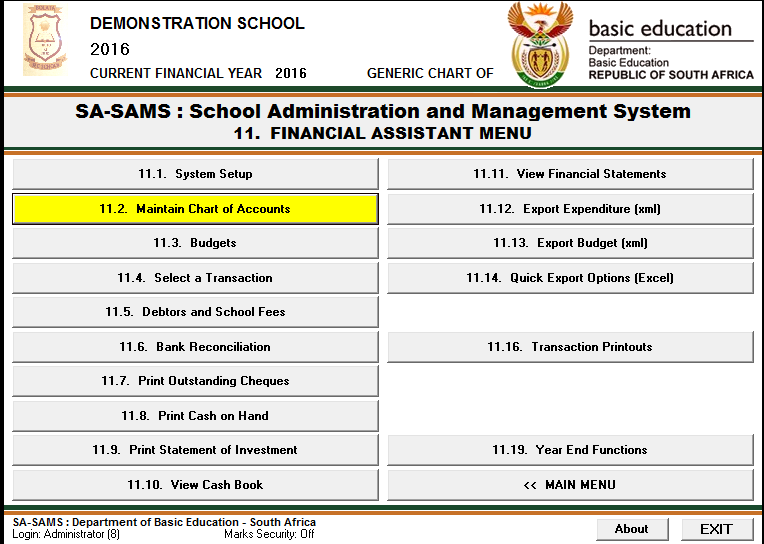 DEMONSTRATION SCHOOL
2016
CURRENT FINANCIAL YEAR 2016 GENERIC CHART OF
basic education
Department:
Basic Education
REPUBLIC OF SOUTH AFRICA
SA-SAMS : School Administration and Management System
11. FINANCIAL ASSISTANT MENU
11.1. System Setup
11.2. Maintain Chart of Accounts
11.3. Budgets
11.4. Select a Transaction
11.5. Debtors and School Fees
11.6. Bank Reconciliation
11.7. Print Outstanding Cheques
11.8. Print Cash on Hand
11.9. Print Statement of Investment
11.10. View Cash Book
11.11. View Financial Statements
11.12. Export Expenditure (xml)
11.13. Export Budget (xml)
11.14. Quick Export Options (Excel)
11.16. Transaction Printouts
11.19. Year End Functions
<< MAIN MENU
SA-SAMS : Department of Basic Education - South Africa
Login: Administrator (8) Marks Security: Off
About
EXIT